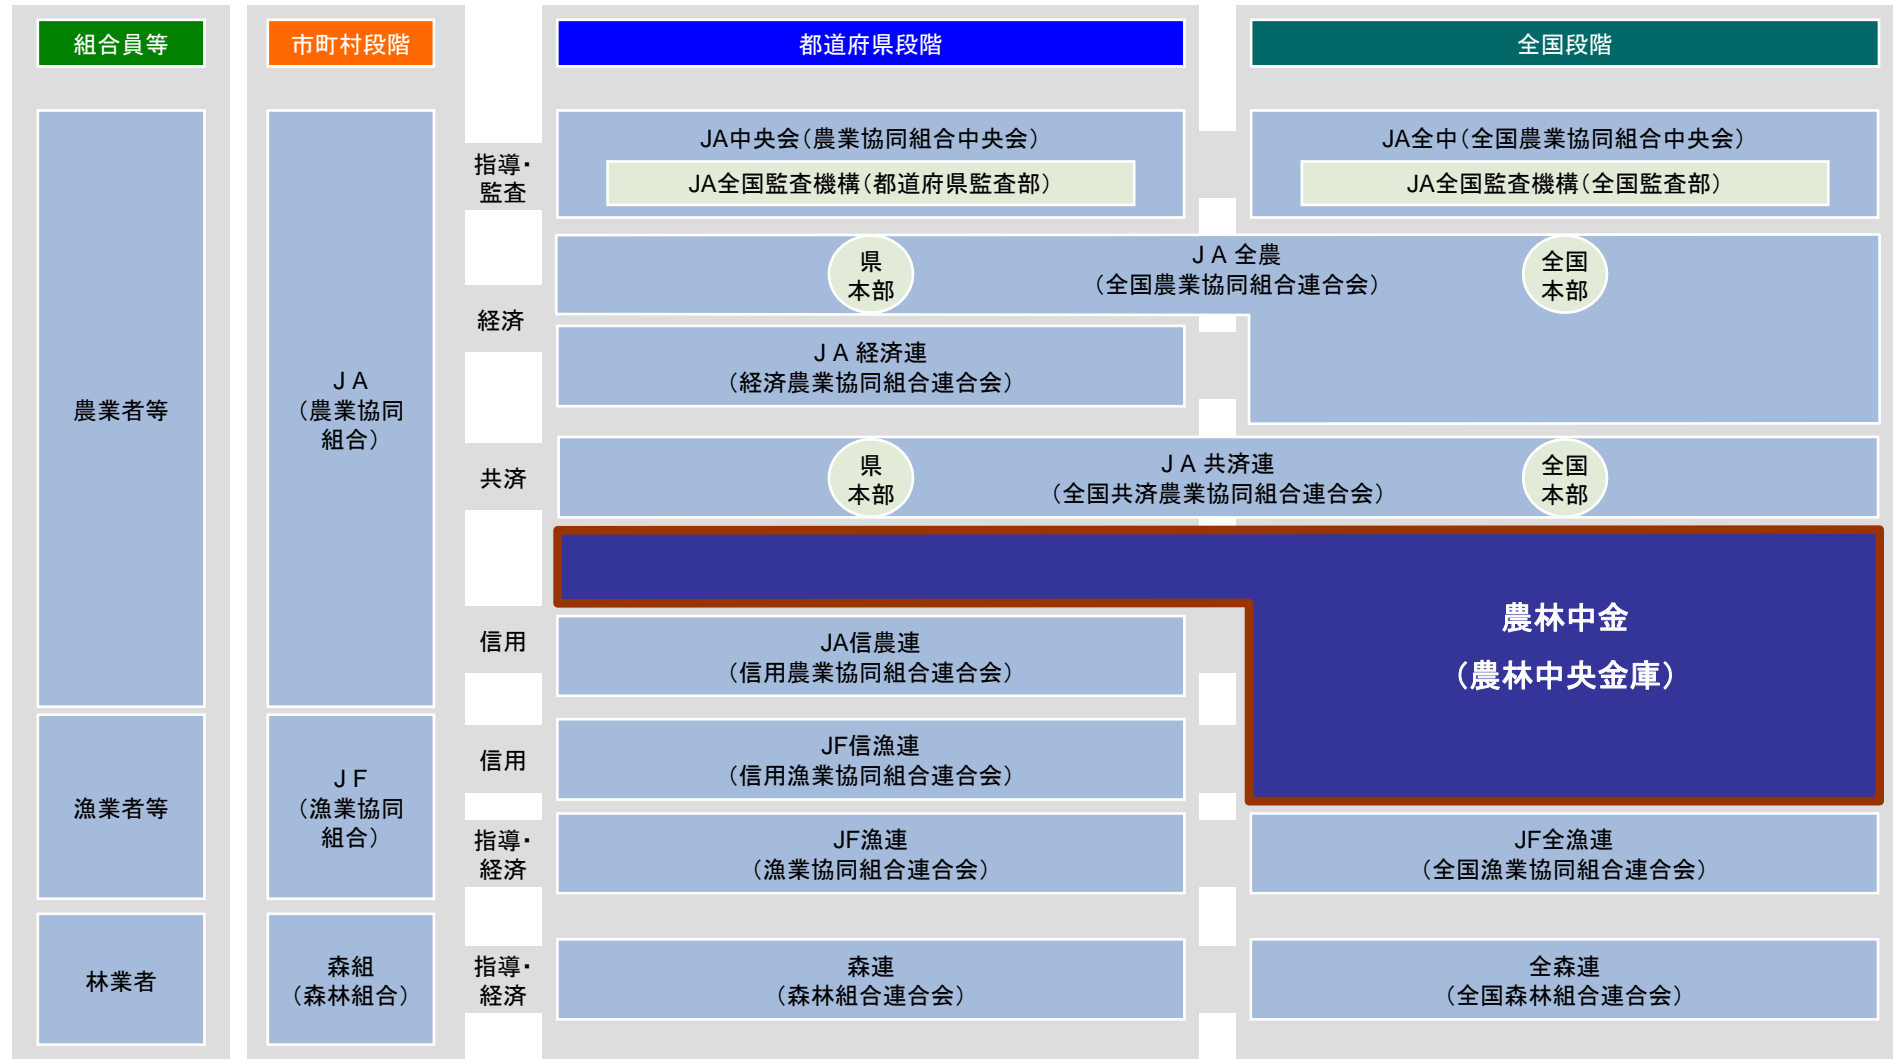 組合員等
市町村段階
都道府県段階
全国段階
農業者等
漁業者等
林業者
J A
（農業協同
組合）
J F
（漁業協同
組合）
森組
（森林組合）
指導・
監査
経済
共済
信用
信用
指導・
経済
指導・
経済
JA中央会（農業協同組合中央会）
JA全国監査機構（都道府県監査部）
JA全中（全国農業協同組合中央会）
JA全国監査機構（全国監査部）
県
本部
J A 全農
（全国農業協同組合連合会）
全国
本部
J A 経済連
（経済農業協同組合連合会）
県
本部
J A 共済連
（全国共済農業協同組合連合会）
全国
本部
農林中金
（農林中央金庫）
JA信農連
（信用農業協同組合連合会）
JF信漁連
（信用漁業協同組合連合会）
JF漁連
（漁業協同組合連合会）
JF全漁連
（全国漁業協同組合連合会）
森連
（森林組合連合会）
全森連
（全国森林組合連合会）